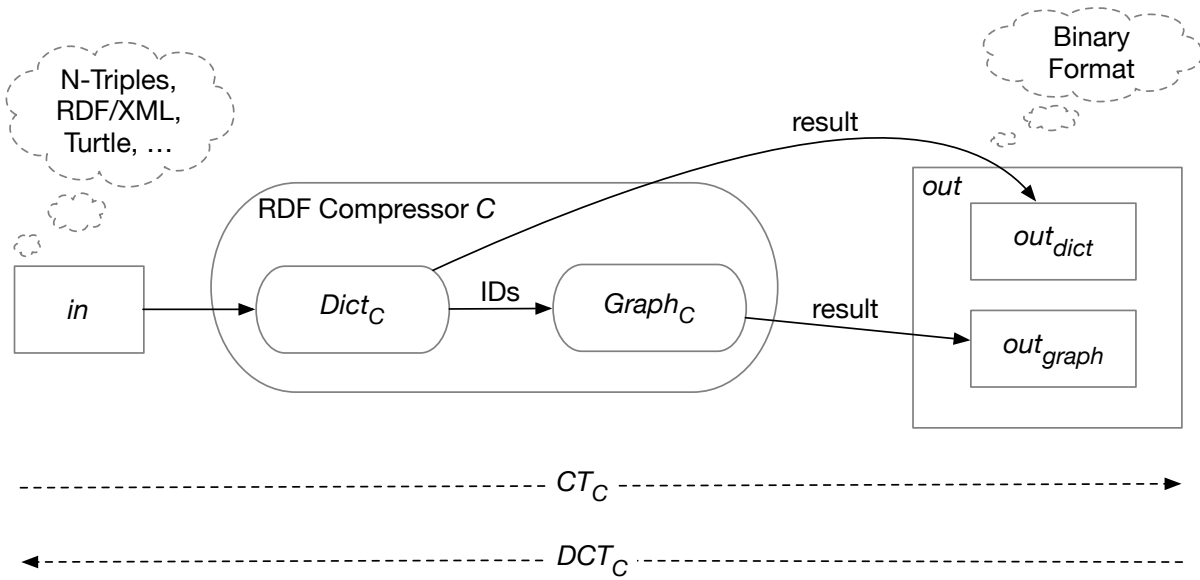 N-Triples,
RDF/XML,
Turtle, …
Binary
Format
result
out
RDF Compressor C
out_dict
in
Dict_C
IDs
Graph_C
result
out_graph
CT_C
DCT_C